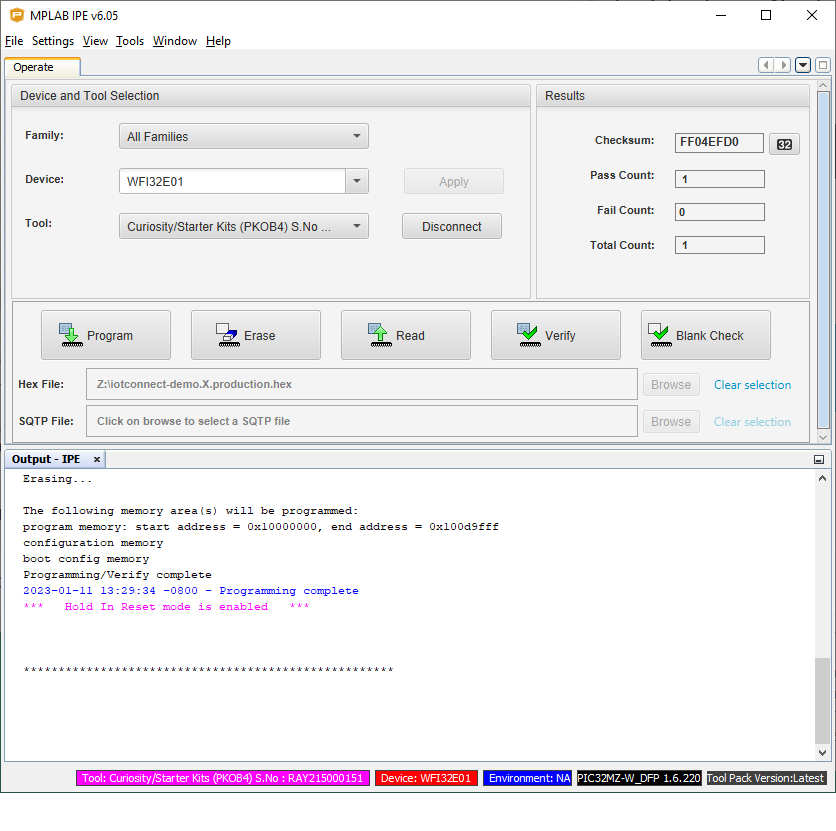 MPLAB IPE v6.05
File Settings View Tools Window Help
Operate
Device and Tool Selection
Family: All Families
Device: WFI32E01 Apply
Tool: Curiosity/Starter Kits (PKOB4) S.No ... Disconnect
Results
Checksum: FF04EFD0 32
Pass Count: 1
Fail Count: 0
Total Count: 1
Program Erase Read Verify Blank Check
Hex File: Z:\iotconnect-demo.X.production.hex Browse Clear selection
SQTP File: Click on browse to select a SQTP file Browse Clear selection
Output - IPE ×
Erasing...
The following memory area(s) will be programmed:
program memory: start address = 0x10000000, end address = 0x100d9fff
configuration memory
boot config memory
Programming/Verify complete
2023-01-11 13:29:34 -0800 - Programming complete
*** Hold In Reset mode is enabled ***
*****************************************************
Tool: Curiosity/Starter Kits (PKOB4) S.No : RAY215000151 Device: WFI32E01 Environment: NA PIC32MZ-W_DFP 1.6.220 Tool Pack Version:Latest